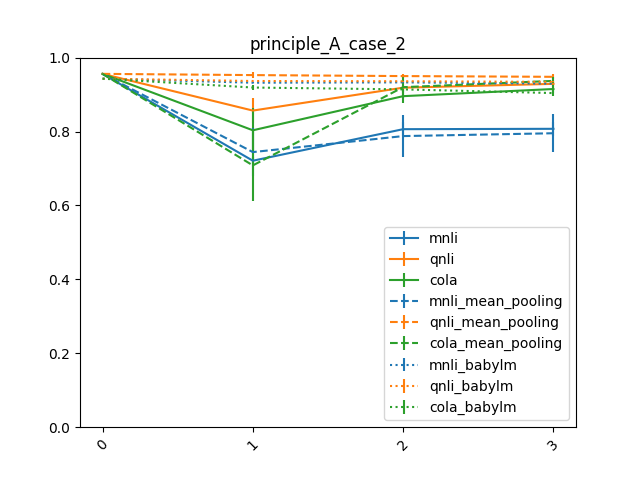 principle_A_case_2
1.0
0.8
0.6
0.4
0.2
0.0
0
1
2
3
mnli
qnli
cola
mnli_mean_pooling
qnli_mean_pooling
cola_mean_pooling
mnli_babylm
qnli_babylm
cola_babylm